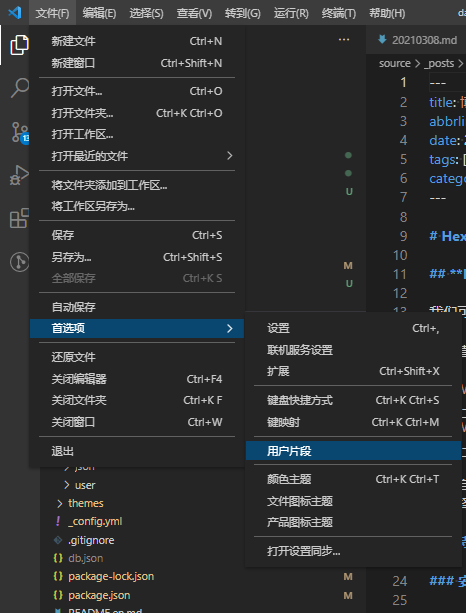 文件(F) 编辑(E) 选择(S) 查看(V) 转到(G) 运行(R) 终端(T) 帮助(H)
新建文件 Ctrl+N
新建窗口 Ctrl+Shift+N
打开文件... Ctrl+O
打开文件夹... Ctrl+K Ctrl+O
打开工作区...
打开最近的文件
将文件夹添加到工作区...
将工作区另存为...
保存 Ctrl+S
另存为... Ctrl+Shift+S
全部保存 Ctrl+K S
自动保存
首选项
还原文件
关闭编辑器 Ctrl+F4
关闭文件夹 Ctrl+K F
关闭窗口 Ctrl+W
退出
设置 Ctrl+,
联机服务设置
扩展 Ctrl+Shift+X
键盘快捷方式 Ctrl+K Ctrl+S
键映射 Ctrl+K Ctrl+M
用户片段
颜色主题 Ctrl+K Ctrl+T
文件图标主题
产品图标主题
打开设置同步...
json
user
themes
! _config.yml
.gitignore
{} db.json
{} package-lock.json M
{} package.json M
README.en.md
U
M
U
20210308.md
source > _posts >
1 ---
2 title:
3 abbrli
4 date:
5 tags: [
6 catego
7 ---
8
9 # Hex
10
11 ## **
12
13 我们
24 ###
25